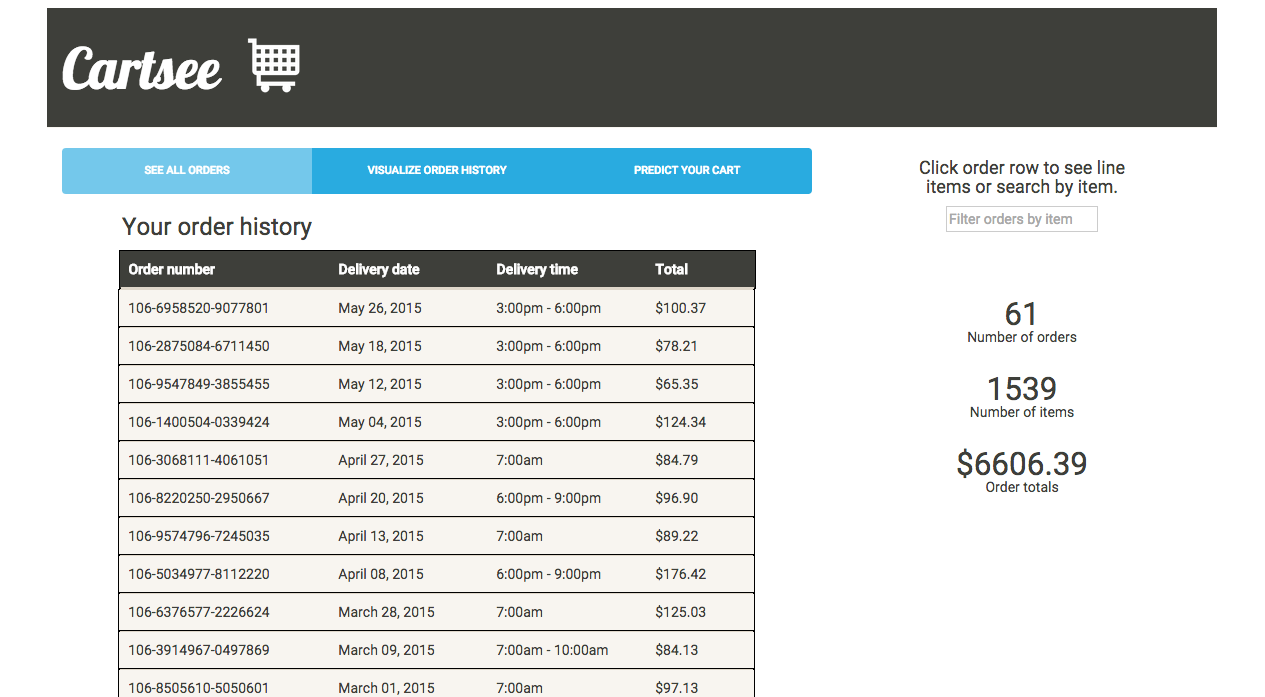 Cartsee
SEE ALL ORDERS VISUALIZE ORDER HISTORY PREDICT YOUR CART
Your order history
Order number Delivery date Delivery time Total
106-6958520-9077801 May 26, 2015 3:00pm - 6:00pm $100.37
106-2875084-6711450 May 18, 2015 3:00pm - 6:00pm $78.21
106-9547849-3855455 May 12, 2015 3:00pm - 6:00pm $65.35
106-1400504-0339424 May 04, 2015 3:00pm - 6:00pm $124.34
106-3068111-4061051 April 27, 2015 7:00am $84.79
106-8220250-2950667 April 20, 2015 6:00pm - 9:00pm $96.90
106-9574796-7245035 April 13, 2015 7:00am $89.22
106-5034977-8112220 April 08, 2015 6:00pm - 9:00pm $176.42
106-6376577-2226624 March 28, 2015 7:00am $125.03
106-3914967-0497869 March 09, 2015 7:00am - 10:00am $84.13
106-8505610-5050601 March 01, 2015 7:00am $97.13
Click order row to see line
items or search by item.
Filter orders by item
61
Number of orders
1539
Number of items
$6606.39
Order totals